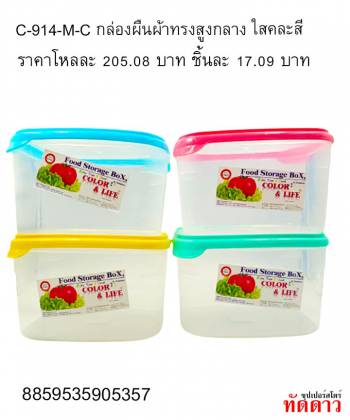 C-914-M-C กล่องผืนผ้าทรงสูงกลาง ใสคละสี
ราคาโหลละ 205.08 บาท ชิ้นละ 17.09 บาท
Food Storage BoX
COLOR
& LIFE
Food Storage BoX
COLOR
& LIFE
Food Storage BoX
COLOR
& LIFE
Food Storage BoX
COLOR
& LIFE
8859535905357
ซุปเปอร์สโตร์
ทัดดาว